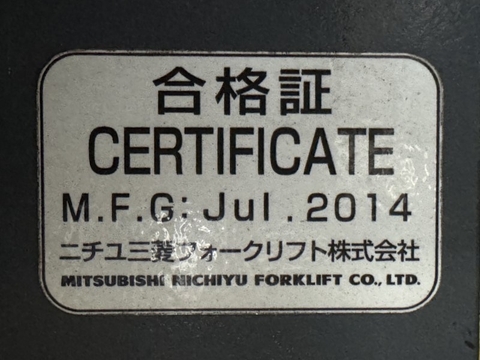 合格証
CERTIFICATE
M.F.G: Jul.2014
ニチユ三菱フォークリフト株式会社
MITSUBISHI NICHIYU FORKLIFT CO., LTD.